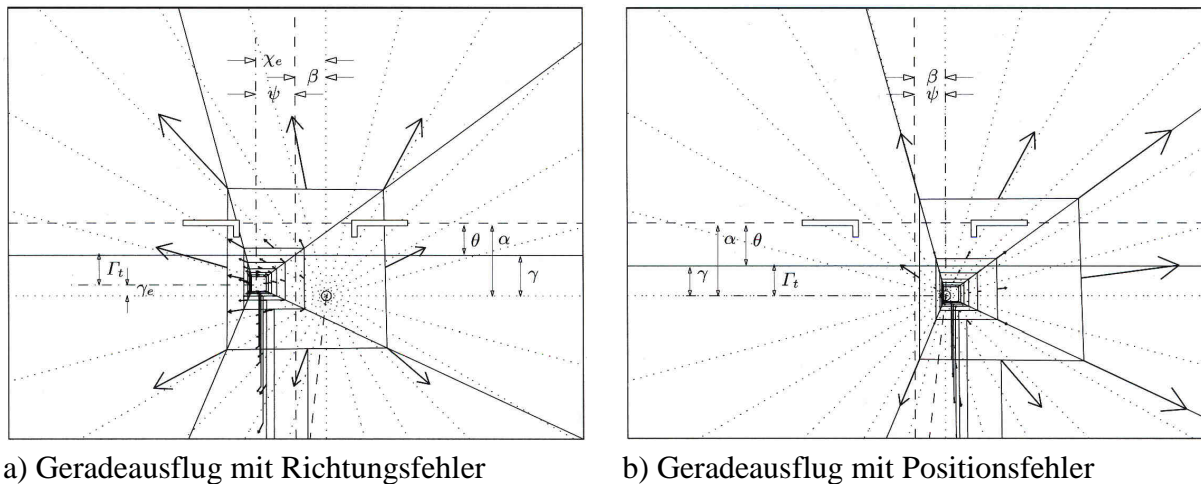 χₑ
β
ψ
θ α
Γₜ
γₑ
γ
β
ψ
α θ
γ
Γₜ
a) Geradeausflug mit Richtungsfehler
b) Geradeausflug mit Positionsfehler